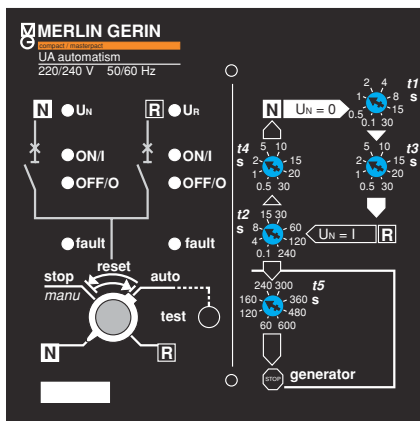 MERLIN GERIN
compact / masterpact
UA automatism
220/240 V 50/60 Hz
N UN R UR
ON/I ON/I
OFF/O OFF/O
fault fault
reset
stop auto
manu
test
N R
t1
s
2 4
1 8
0.5 15
0.1 30
N UN = 0
t4
s
5 10
2 15
1 20
0.5 30
t3
s
5 10
2 15
1 20
0.5 30
t2
s
15 30
8 60
4 120
0.1 240
UN = I R
t5
s
240 300
160 360
120 480
60 600
STOP generator